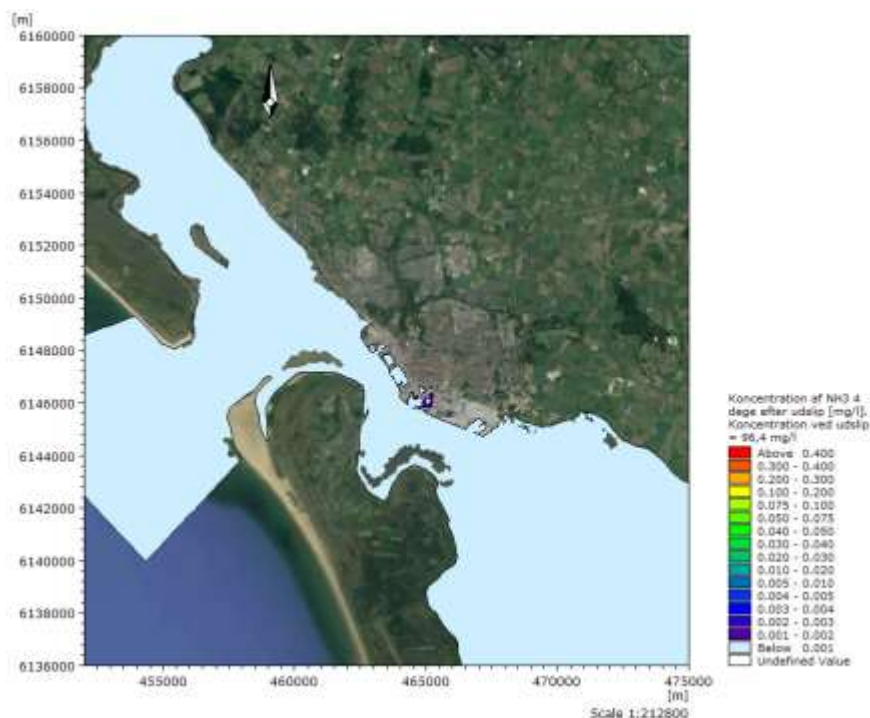 [m]
6160000
6158000
6156000
6154000
6152000
6150000
6148000
6146000
6144000
6142000
6140000
6138000
6136000
455000
460000
465000
470000
475000
[m]
Scale 1:212800
Koncentration af NH3 4
dage efter udslip [mg/l].
Koncentration ved udslip
= 96,4 mg/l
Above 0.400
0.300 - 0.400
0.200 - 0.300
0.100 - 0.200
0.075 - 0.100
0.050 - 0.075
0.040 - 0.050
0.030 - 0.040
0.020 - 0.030
0.010 - 0.020
0.005 - 0.010
0.004 - 0.005
0.003 - 0.004
0.002 - 0.003
0.001 - 0.002
Below 0.001
Undefined Value